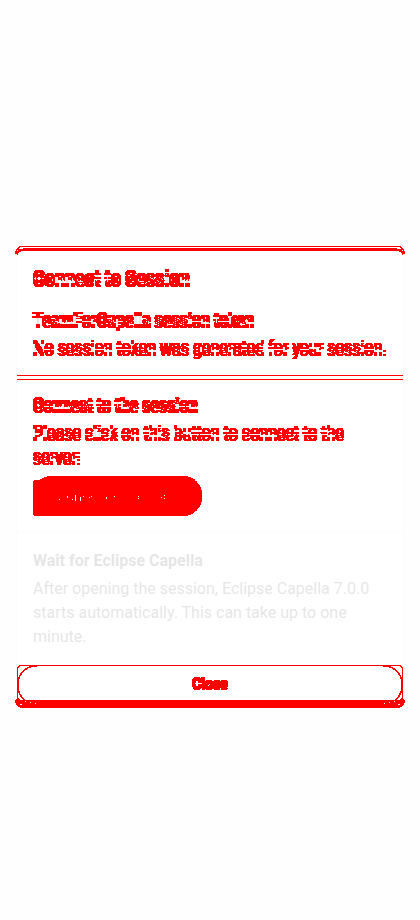 Connect to Session
TeamForCapella session token
No session token was generated for your session.
Connect to the session
Please click on this button to connect to the
server:
Wait for Eclipse Capella
After opening the session, Eclipse Capella 7.0.0
starts automatically. This can take up to one
minute.
Close